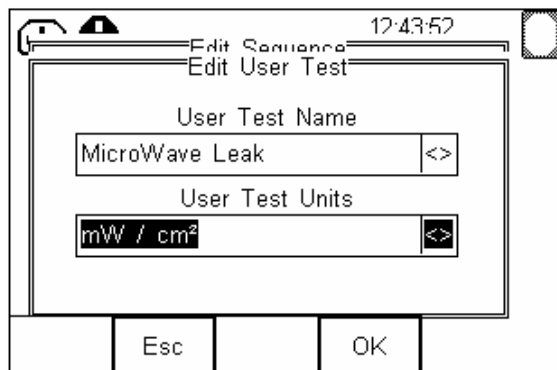 12:43:52
Edit Sequence
Edit User Test
User Test Name
MicroWave Leak <>
User Test Units
mW / cm² <>
Esc OK